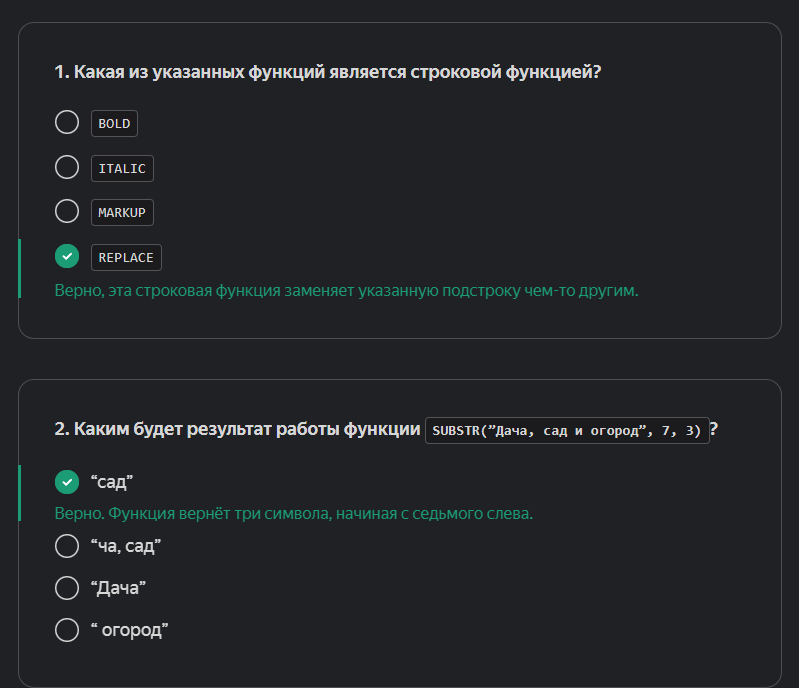 1. Какая из указанных функций является строковой функцией?
BOLD
ITALIC
MARKUP
REPLACE
Верно, эта строковая функция заменяет указанную подстроку чем-то другим.
2. Каким будет результат работы функции SUBSTR(”Дача, сад и огород”, 7, 3)?
“сад”
Верно. Функция вернёт три символа, начиная с седьмого слева.
“ча, сад”
“Дача”
“ огород”